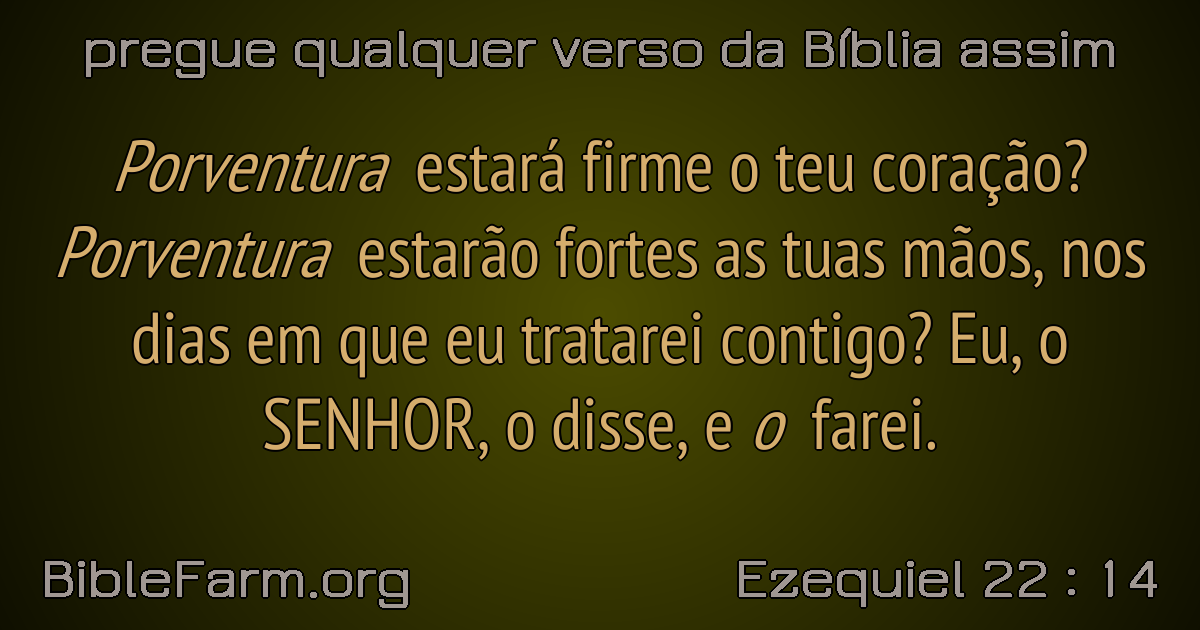 pregue qualquer verso da Bíblia assim
Porventura estará firme o teu coração?
Porventura estarão fortes as tuas mãos, nos
dias em que eu tratarei contigo? Eu, o
SENHOR, o disse, e o farei.
BibleFarm.org
Ezequiel 22 : 14